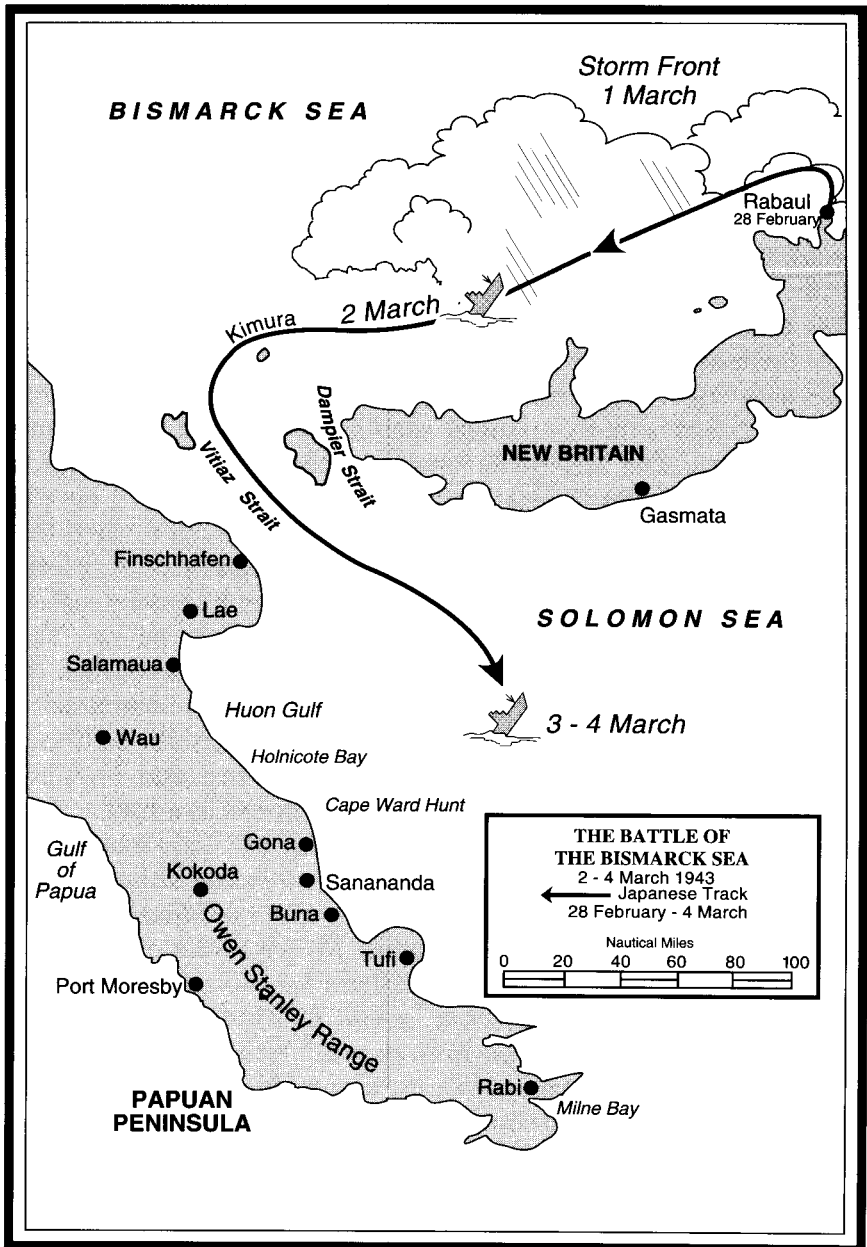 Storm Front
1 March
BISMARCK SEA
Rabaul
28 February
2 March
Kimura
Dampier Strait
Vitiaz Strait
NEW BRITAIN
Gasmata
Finschhafen
Lae
SOLOMON SEA
Salamaua
Huon Gulf
3 - 4 March
Wau
Holnicote Bay
Cape Ward Hunt
Gona
Gulf
of
Papua
Kokoda
Sanananda
Buna
Owen Stanley Range
Tufi
Port Moresby
Rabi
Milne Bay
PAPUAN
PENINSULA
THE BATTLE OF
THE BISMARCK SEA
2 - 4 March 1943
Japanese Track
28 February - 4 March
Nautical Miles
0 20 40 60 80 100